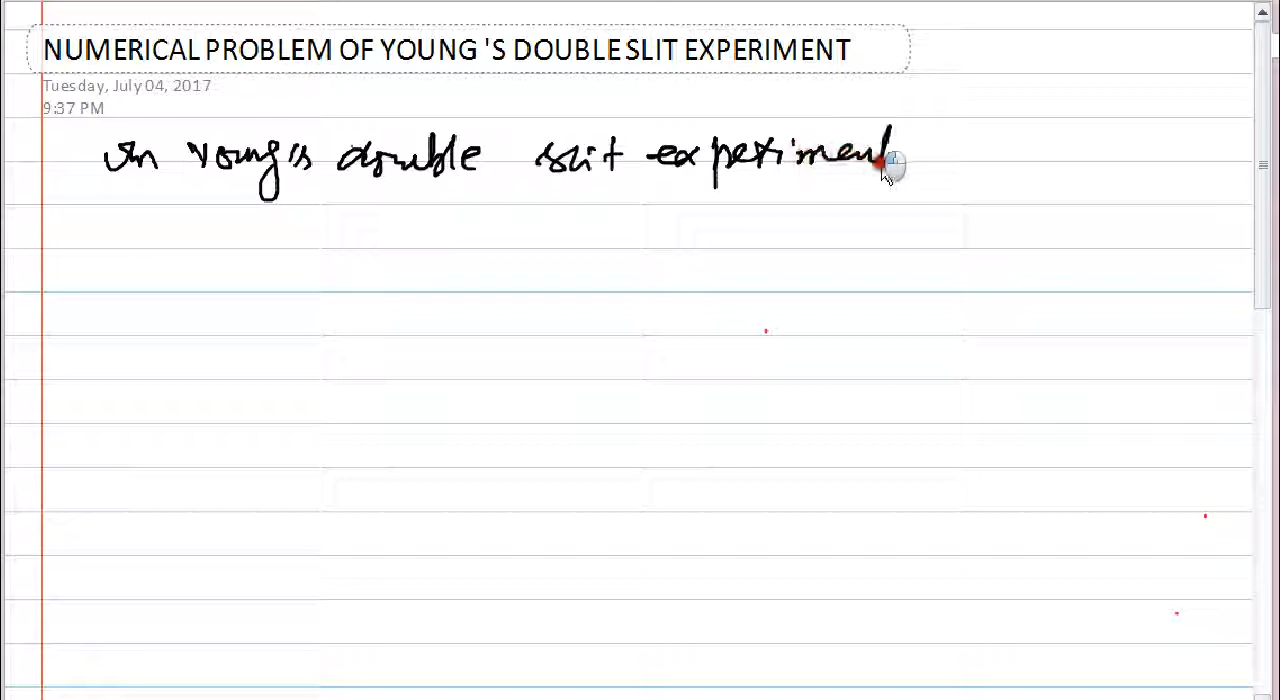 NUMERICAL PROBLEM OF YOUNG 'S DOUBLE SLIT EXPERIMENT
Tuesday, July 04, 2017
9:37 PM
In Young's double slit experiment